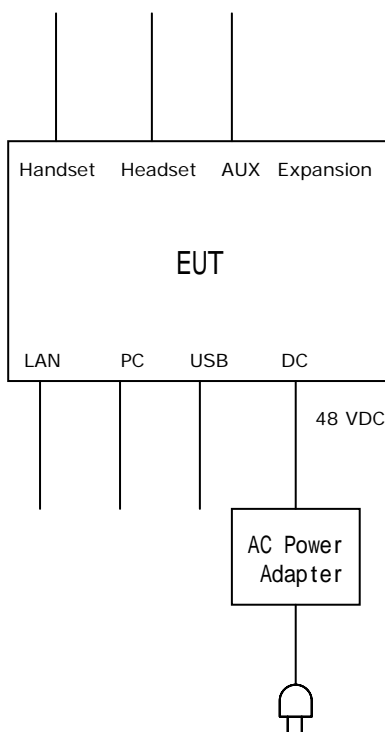 Handset Headset AUX Expansion
EUT
LAN PC USB DC
48 VDC
AC Power
Adapter